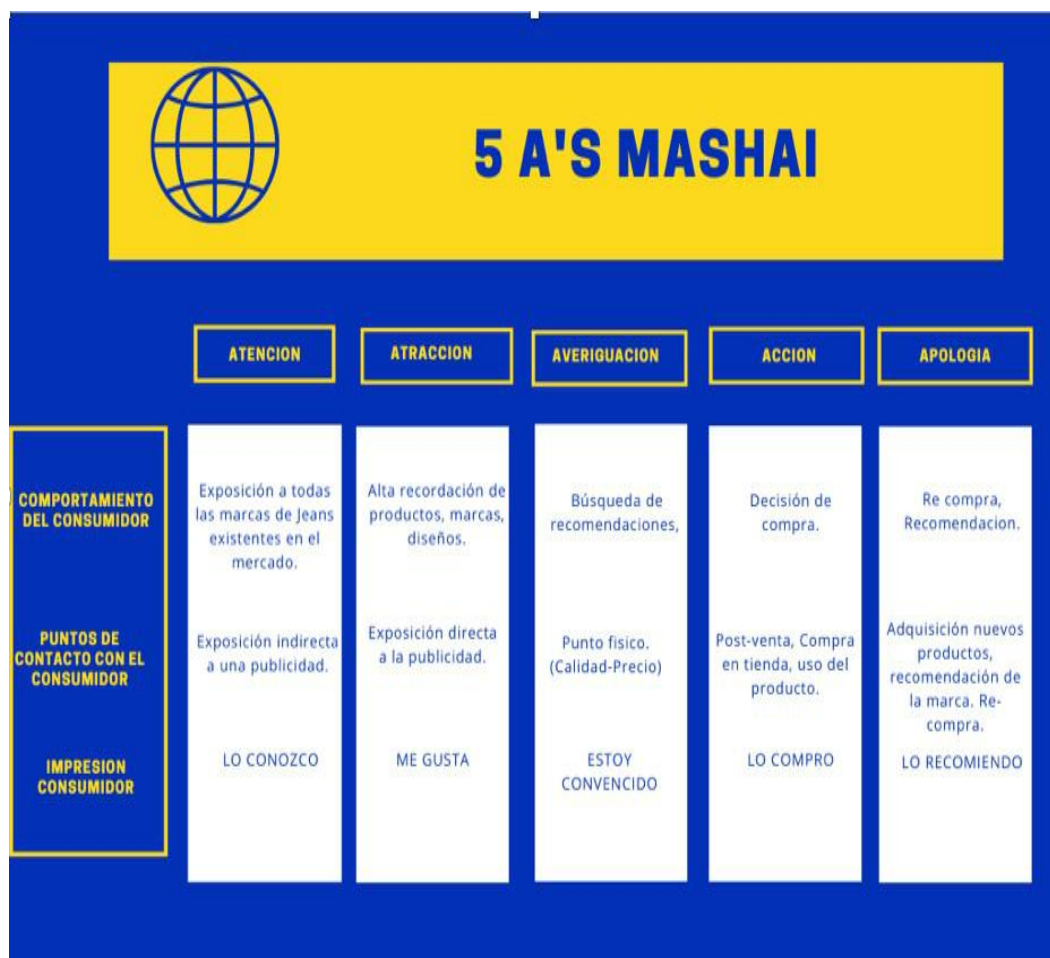 5 A'S MASHAI
ATENCION
ATRACCION
AVERIGUACION
ACCION
APOLOGIA
COMPORTAMIENTO
DEL CONSUMIDOR
Exposición a todas
las marcas de Jeans
existentes en el
mercado.
Alta recordación de
productos, marcas,
diseños.
Búsqueda de
recomendaciones,
Decisión de
compra.
Re compra,
Recomendacion.
PUNTOS DE
CONTACTO CON EL
CONSUMIDOR
Exposición indirecta
a una publicidad.
Exposición directa
a la publicidad.
Punto fisico.
(Calidad-Precio)
Post-venta, Compra
en tienda, uso del
producto.
Adquisición nuevos
productos,
recomendación de
la marca. Re-
compra.
IMPRESION
CONSUMIDOR
LO CONOZCO
ME GUSTA
ESTOY
CONVENCIDO
LO COMPRO
LO RECOMIENDO